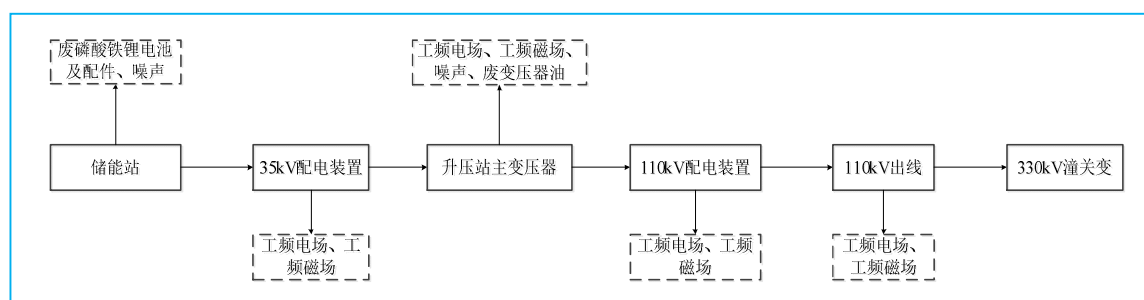 废磷酸铁锂电池
及配件、噪声
工频电场、工频磁场、
噪声、废变压器油
储能站
35kV配电装置
升压站主变压器
110kV配电装置
110kV出线
330kV潼关变
工频电场、工
频磁场
工频电场、工频
磁场
工频电场、
工频磁场